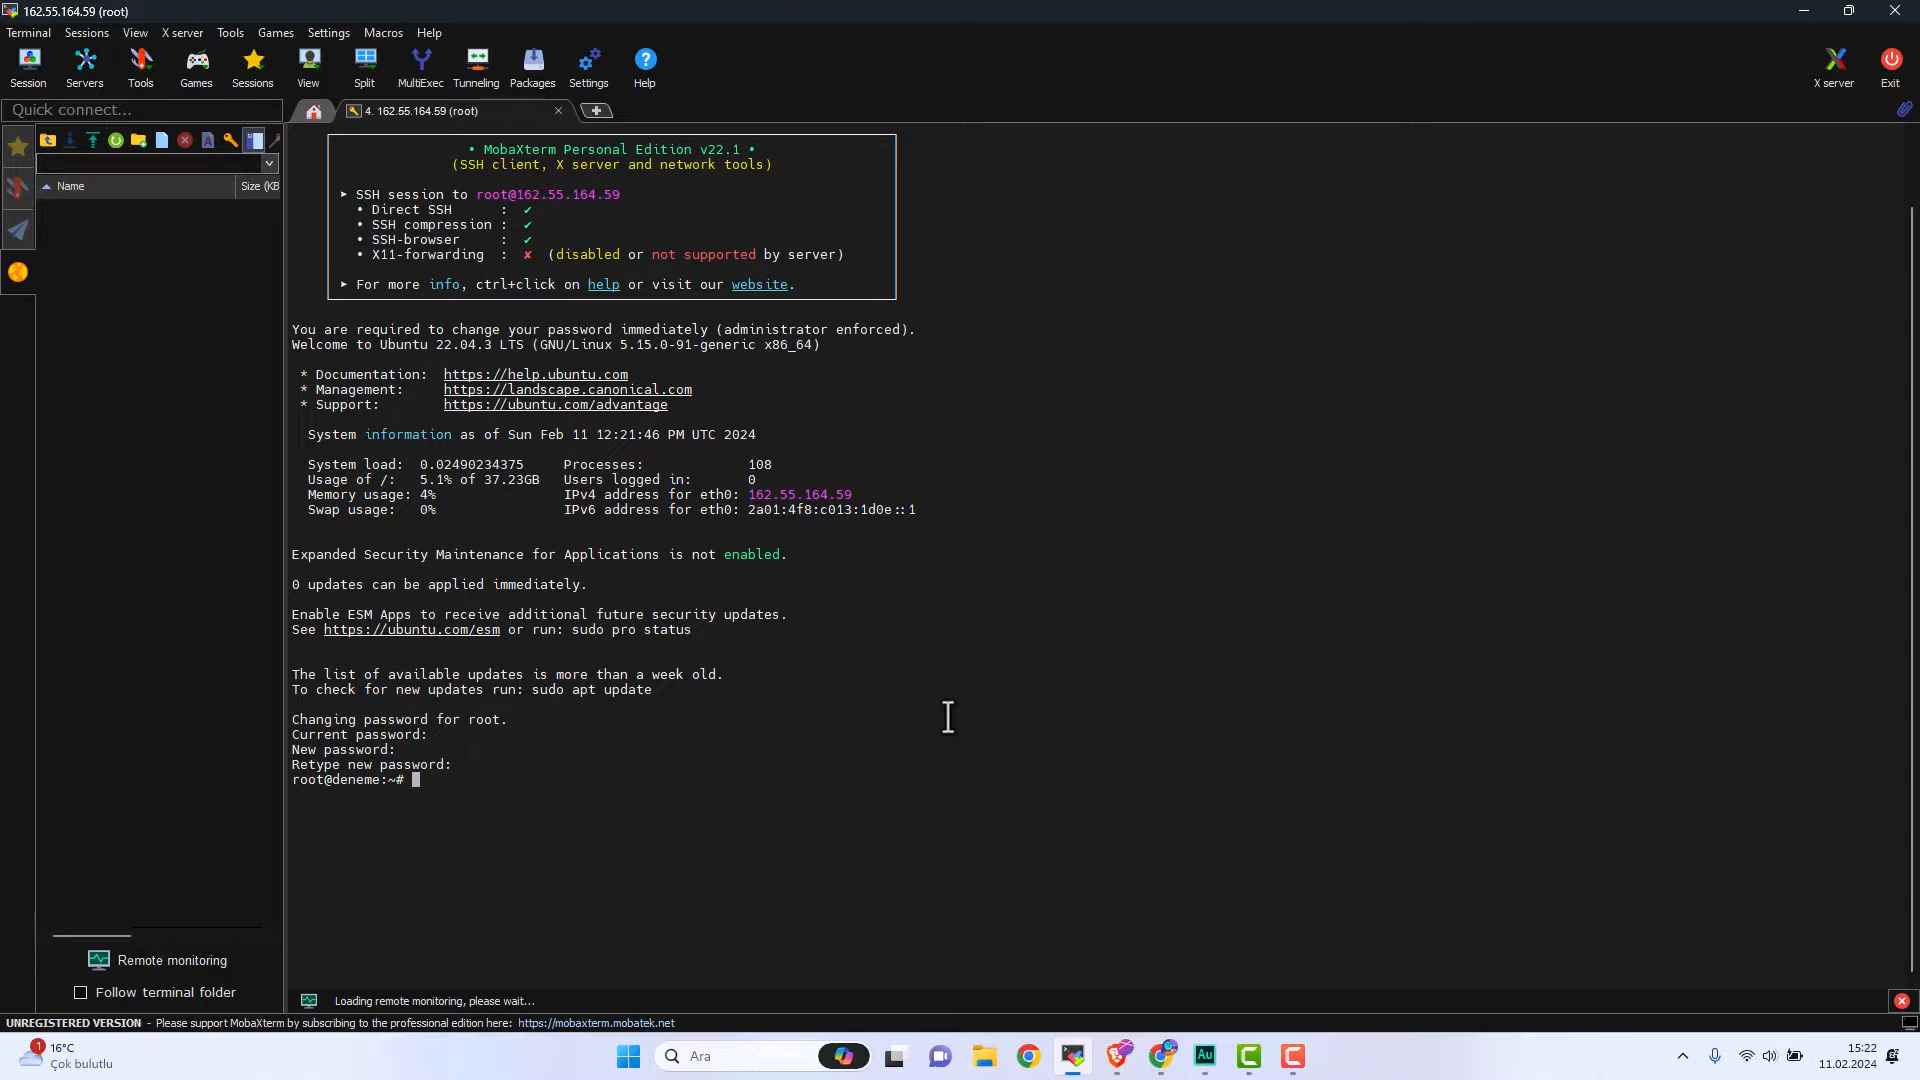 162.55.164.59 (root)
Terminal Sessions View X server Tools Games Settings Macros Help
Session Servers Tools Games Sessions View Split MultiExec Tunneling Packages Settings Help X server Exit
Quick connect...
4. 162.55.164.59 (root)
Name Size (KB
• MobaXterm Personal Edition v22.1 •
(SSH client, X server and network tools)
➤ SSH session to root@162.55.164.59
• Direct SSH : ✔
• SSH compression : ✔
• SSH-browser : ✔
• X11-forwarding : ✘ (disabled or not supported by server)
➤ For more info, ctrl+click on help or visit our website.
You are required to change your password immediately (administrator enforced).
Welcome to Ubuntu 22.04.3 LTS (GNU/Linux 5.15.0-91-generic x86_64)
* Documentation: https://help.ubuntu.com
* Management: https://landscape.canonical.com
* Support: https://ubuntu.com/advantage
System information as of Sun Feb 11 12:21:46 PM UTC 2024
System load: 0.02490234375 Processes: 108
Usage of /: 5.1% of 37.23GB Users logged in: 0
Memory usage: 4% IPv4 address for eth0: 162.55.164.59
Swap usage: 0% IPv6 address for eth0: 2a01:4f8:c013:1d0e::1
Expanded Security Maintenance for Applications is not enabled.
0 updates can be applied immediately.
Enable ESM Apps to receive additional future security updates.
See https://ubuntu.com/esm or run: sudo pro status
The list of available updates is more than a week old.
To check for new updates run: sudo apt update
Changing password for root.
Current password:
New password:
Retype new password:
root@deneme:~#
Remote monitoring
Follow terminal folder
Loading remote monitoring, please wait...
UNREGISTERED VERSION - Please support MobaXterm by subscribing to the professional edition here: https://mobaxterm.mobatek.net
1
16°C
Çok bulutlu
Ara
Au
15:22
11.02.2024